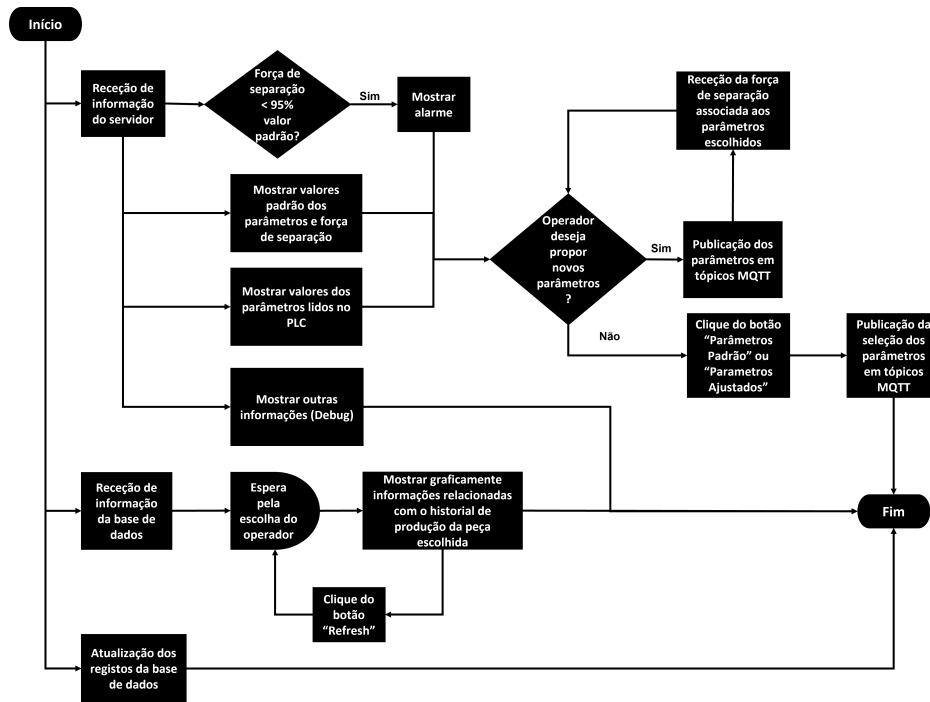 Início
Receção de
informação
do servidor
Força de
separação
< 95%
valor
padrão?
Sim
Mostrar
alarme
Receção da força
de separação
associada aos
parâmetros
escolhidos
Mostrar valores
padrão dos
parâmetros e força
de separação
Operador
deseja
propor
novos
parâmetros
?
Sim
Publicação dos
parâmetros em
tópicos MQTT
Mostrar valores dos
parâmetros lidos no
PLC
Não
Clique do botão
“Parâmetros
Padrão” ou
“Parametros
Ajustados”
Publicação da
seleção dos
parâmetros
em tópicos
MQTT
Mostrar outras
informações (Debug)
Receção de
informação
da base de
dados
Espera
pela
escolha do
operador
Mostrar graficamente
informações relacionadas
com o historial de
produção da peça
escolhida
Fim
Clique do
botão
“Refresh”
Atualização dos
registos da base
de dados